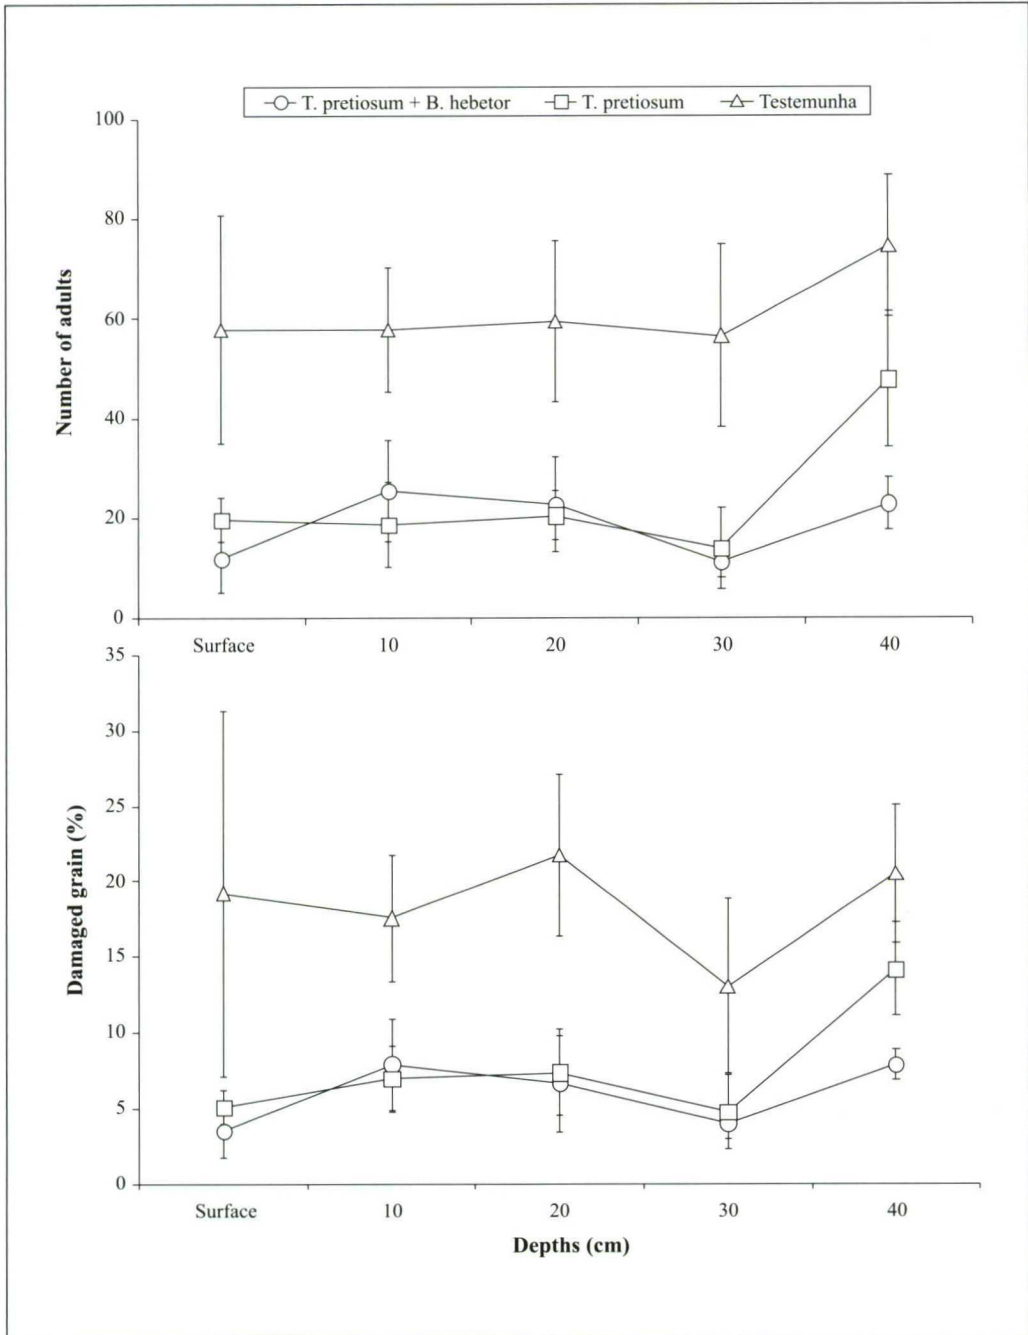 T. pretiosum + B. hebetor T. pretiosum Testemunha
100
80
60
40
20
0
Number of adults
Surface 10 20 30 40
35
30
25
20
15
10
5
0
Damaged grain (%)
Surface 10 20 30 40
Depths (cm)